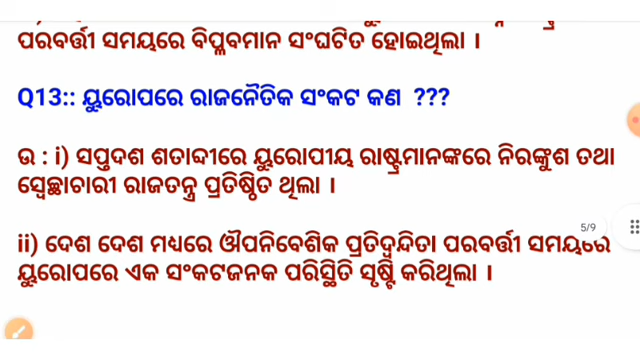 ପରବର୍ତ୍ତୀ ସମୟରେ ବିପ୍ଳବମାନ ସଂଘଟିତ ହୋଇଥିଲା ।
Q13:: ୟୁରୋପରେ ରାଜନୈତିକ ସଂକଟ କଣ ???
ଉ : i) ସପ୍ତଦଶ ଶତାବ୍ଦୀରେ ୟୁରୋପୀୟ ରାଷ୍ଟ୍ରମାନଙ୍କରେ ନିରଙ୍କୁଶ ତଥା
ସ୍ୱେଚ୍ଛାଚାରୀ ରାଜତନ୍ତ୍ର ପ୍ରତିଷ୍ଠିତ ଥିଲା ।
5/9
ii) ଦେଶ ଦେଶ ମଧ୍ୟରେ ଔପନିବେଶିକ ପ୍ରତିଦ୍ୱନ୍ଦିତା ପରବର୍ତ୍ତୀ ସମୟରେ
ୟୁରୋପରେ ଏକ ସଂକଟଜନକ ପରିସ୍ଥିତି ସୃଷ୍ଟି କରିଥିଲା ।